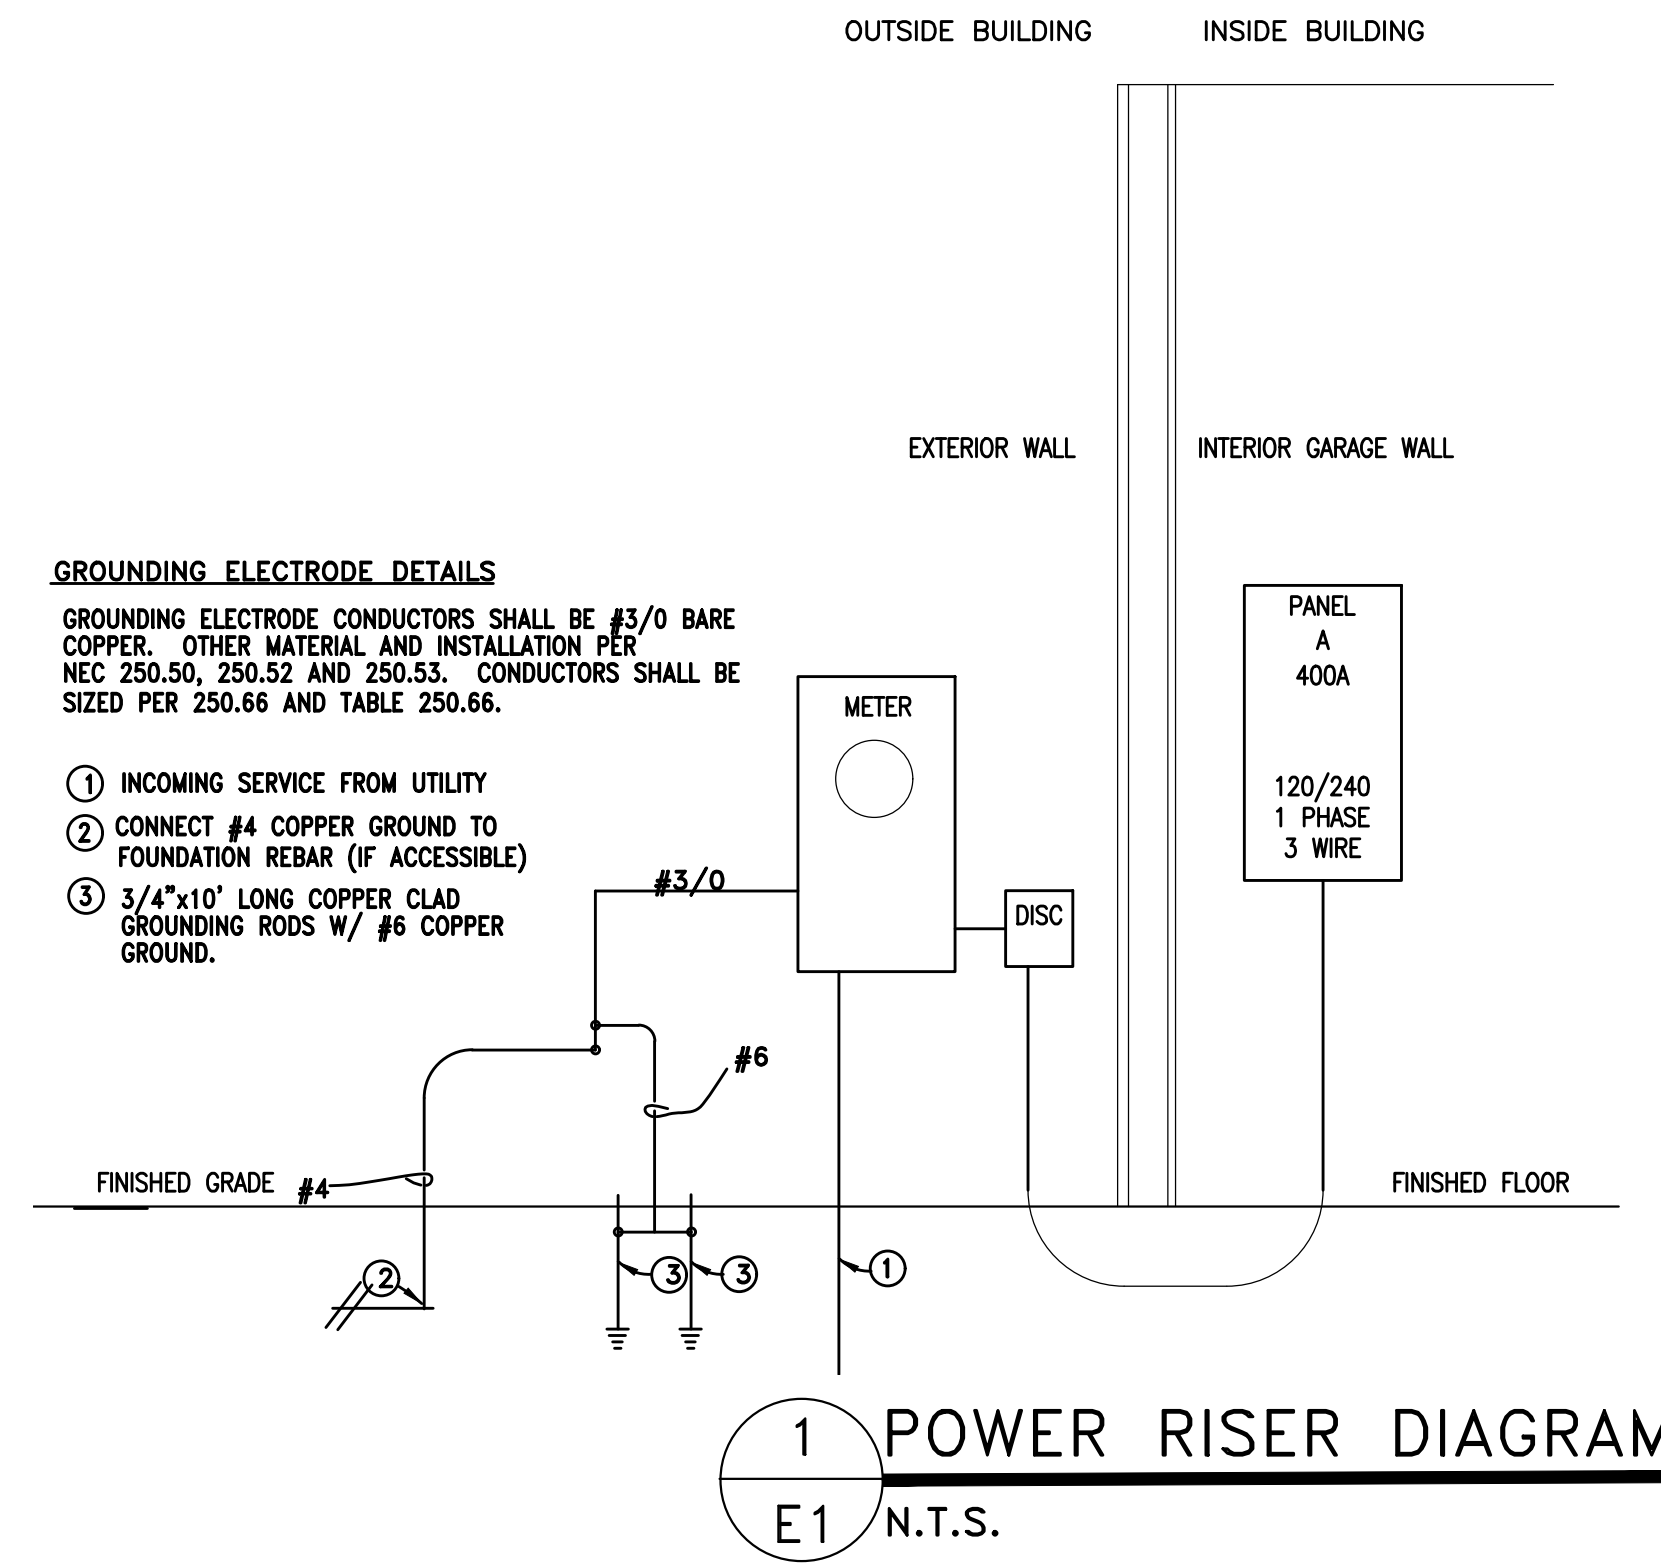 OUTSIDE BUILDING
INSIDE BUILDING
EXTERIOR WALL
INTERIOR GARAGE WALL
GROUNDING ELECTRODE DETAILS
GROUNDING ELECTRODE CONDUCTORS SHALL BE #3/0 BARE
COPPER. OTHER MATERIAL AND INSTALLATION PER
NEC 250.50, 250.52 AND 250.53. CONDUCTORS SHALL BE
SIZED PER 250.66 AND TABLE 250.66.
1 INCOMING SERVICE FROM UTILITY
2 CONNECT #4 COPPER GROUND TO
FOUNDATION REBAR (IF ACCESSIBLE)
3 3/4"x10' LONG COPPER CLAD
GROUNDING RODS W/ #6 COPPER
GROUND.
METER
#3/0
DISC
PANEL
A
400A
120/240
1 PHASE
3 WIRE
#6
FINISHED GRADE
#4
FINISHED FLOOR
2
3
3
1
1
E1
POWER RISER DIAGRAM
N.T.S.